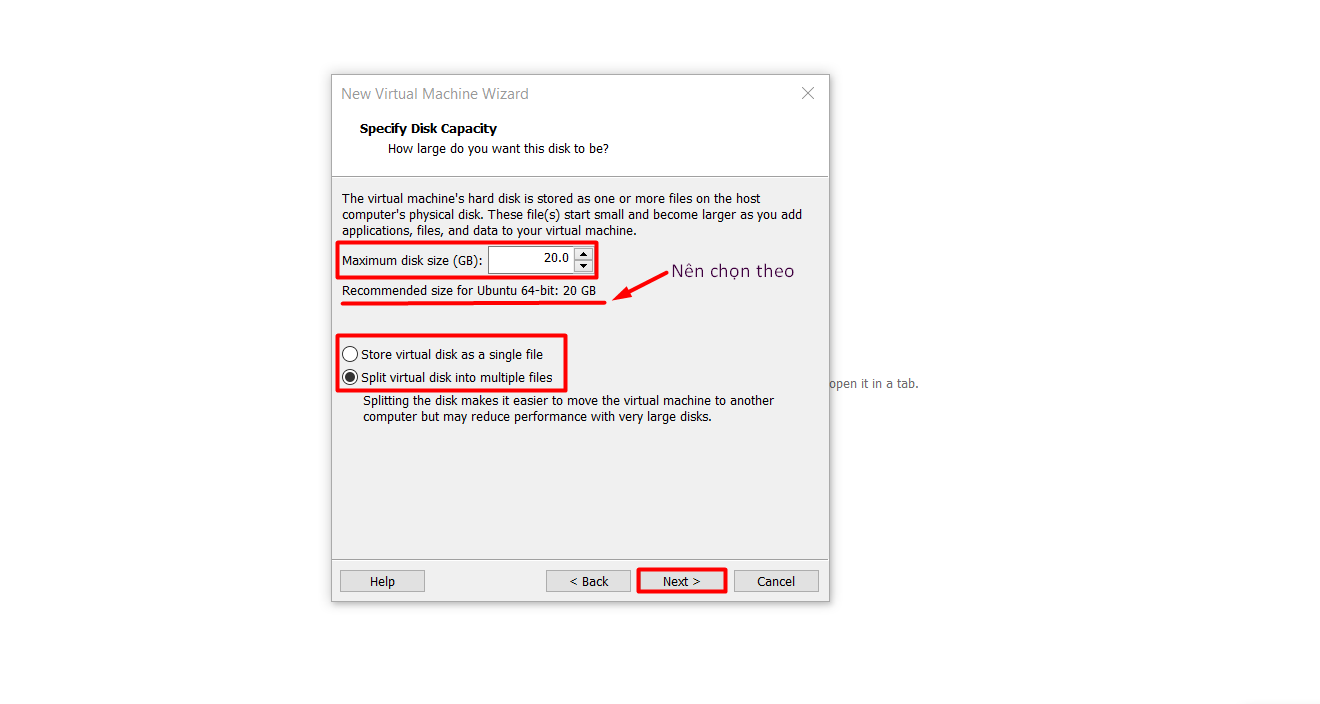 New Virtual Machine Wizard
Specify Disk Capacity
How large do you want this disk to be?
The virtual machine's hard disk is stored as one or more files on the host
computer's physical disk. These file(s) start small and become larger as you add
applications, files, and data to your virtual machine.
Maximum disk size (GB): 20.0
Nên chọn theo
Recommended size for Ubuntu 64-bit: 20 GB
Store virtual disk as a single file
Split virtual disk into multiple files
open it in a tab.
Splitting the disk makes it easier to move the virtual machine to another
computer but may reduce performance with very large disks.
Help < Back Next > Cancel